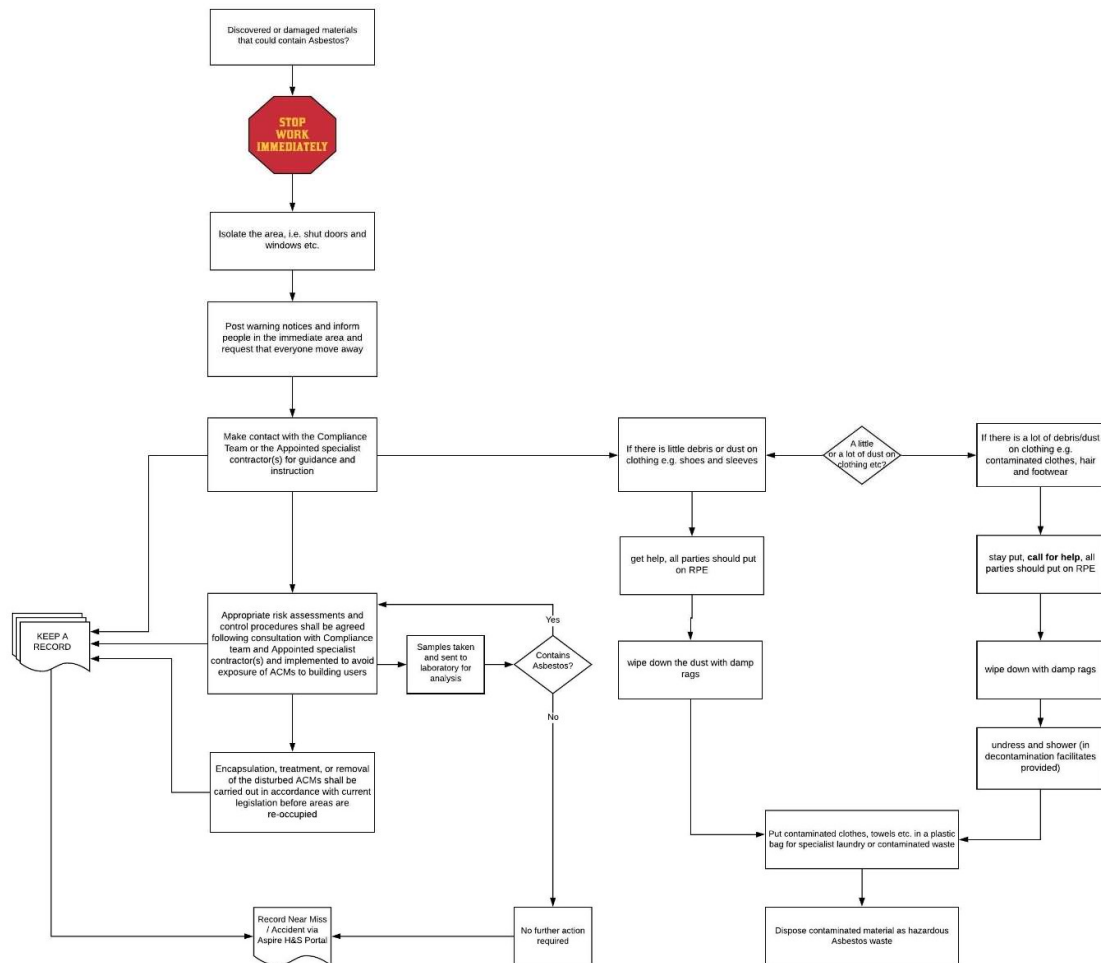 Discovered or damaged materials
that could contain Asbestos?
STOP
WORK
IMMEDIATELY
Isolate the area, i.e. shut doors and
windows etc.
Post warning notices and inform
people in the immediate area and
request that everyone move away
Make contact with the Compliance
Team or the Appointed specialist
contractor(s) for guidance and
instruction
If there is little debris or dust on
clothing e.g. shoes and sleeves
A little
or a lot of dust on
clothing etc?
If there is a lot of debris/dust
on clothing e.g.
contaminated clothes, hair
and footwear
get help, all parties should put
on RPE
stay put, call for help, all
parties should put on RPE
KEEP A
RECORD
Appropriate risk assessments and
control procedures shall be agreed
following consultation with Compliance
team and Appointed specialist
contractor(s) and implemented to avoid
exposure of ACMs to building users
Samples taken
and sent to
laboratory for
analysis
Yes
Contains
Asbestos?
No
wipe down the dust with damp
rags
wipe down with damp rags
undress and shower (in
decontamination facilitates
provided)
Encapsulation, treatment, or removal
of the disturbed ACMs shall be
carried out in accordance with current
legislation before areas are
re-occupied
Put contaminated clothes, towels etc. in a plastic
bag for specialist laundry or contaminated waste
Record Near Miss
/ Accident via
Aspire H&S Portal
No further action
required
Dispose contaminated material as hazardous
Asbestos waste